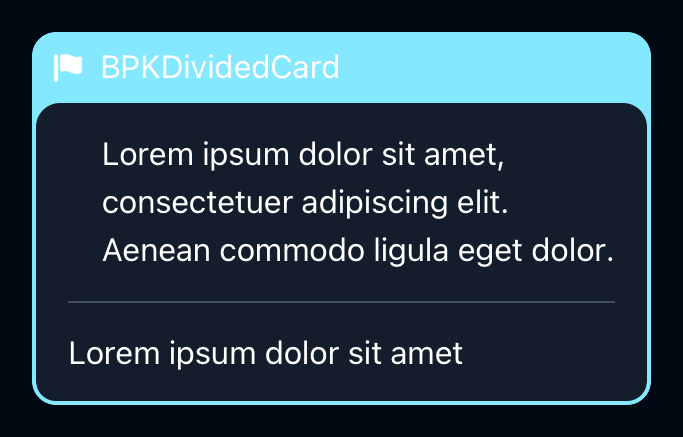 BPKDividedCard
Lorem ipsum dolor sit amet,
consectetuer adipiscing elit.
Aenean commodo ligula eget dolor.
Lorem ipsum dolor sit amet